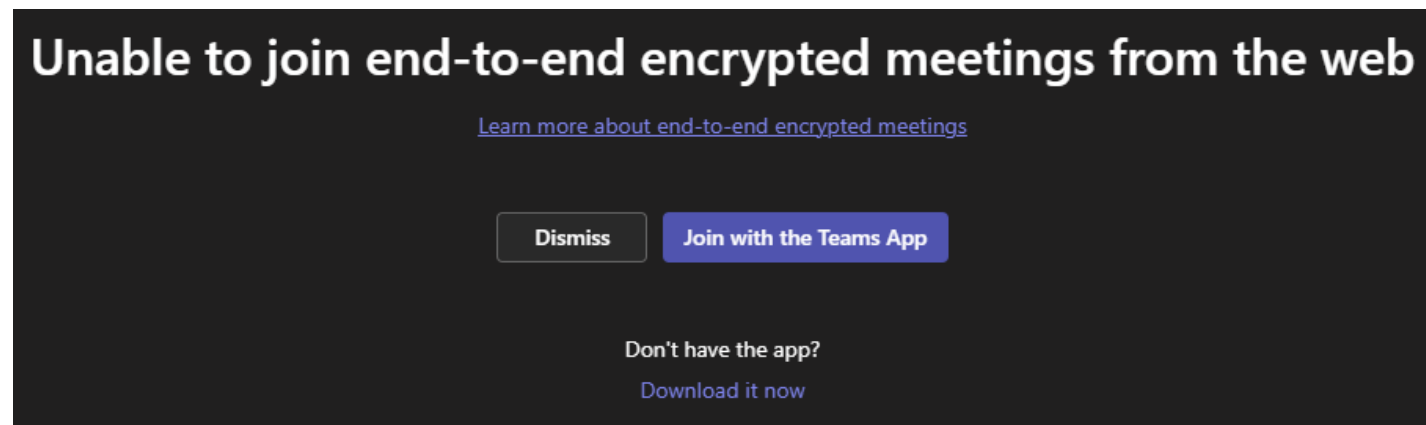 Unable to join end-to-end encrypted meetings from the web
Learn more about end-to-end encrypted meetings
Dismiss
Join with the Teams App
Don't have the app?
Download it now